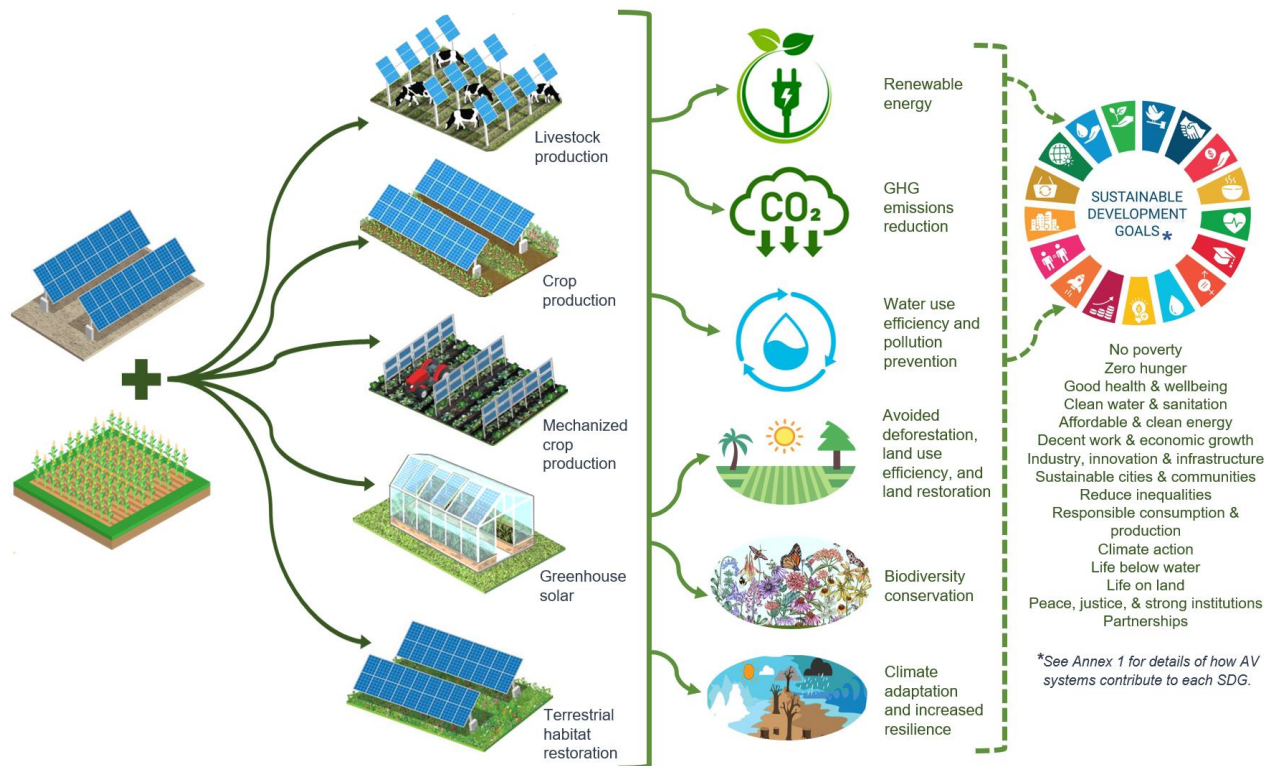 Livestock
production
Crop
production
Mechanized
crop
production
Greenhouse
solar
Terrestrial
habitat
restoration
Renewable
energy
CO₂
GHG
emissions
reduction
Water use
efficiency and
pollution
prevention
Avoided
deforestation,
land use
efficiency, and
land restoration
Biodiversity
conservation
Climate
adaptation
and increased
resilience
SUSTAINABLE
DEVELOPMENT
GOALS*
No poverty
Zero hunger
Good health & wellbeing
Clean water & sanitation
Affordable & clean energy
Decent work & economic growth
Industry, innovation & infrastructure
Sustainable cities & communities
Reduce inequalities
Responsible consumption &
production
Climate action
Life below water
Life on land
Peace, justice, & strong institutions
Partnerships
*See Annex 1 for details of how AV
systems contribute to each SDG.